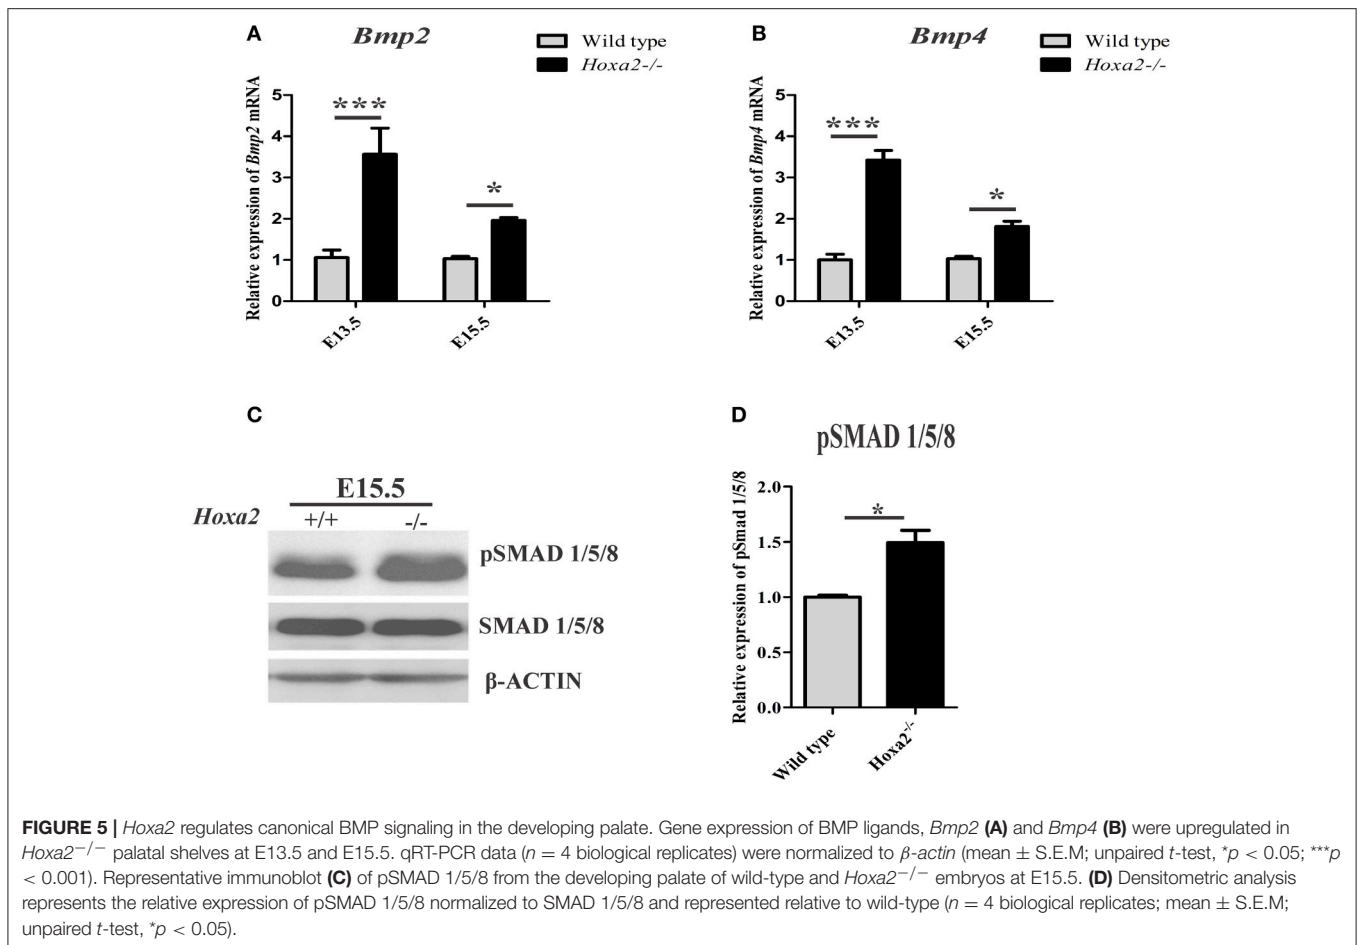 A
Bmp2
Wild type
Hoxa2-/-
Relative expression of Bmp2 mRNA
5
4
3
2
1
0
***
*
E13.5
E15.5
B
Bmp4
Wild type
Hoxa2-/-
Relative expression of Bmp4 mRNA
5
4
3
2
1
0
***
*
E13.5
E15.5
C
E15.5
Hoxa2
+/+
-/-
pSMAD 1/5/8
SMAD 1/5/8
β-ACTIN
D
pSMAD 1/5/8
Relative expression of pSmad 1/5/8
2.0
1.5
1.0
0.5
0.0
*
Wild type
Hoxa2-/-
FIGURE 5 | Hoxa2 regulates canonical BMP signaling in the developing palate. Gene expression of BMP ligands, Bmp2 (A) and Bmp4 (B) were upregulated in
Hoxa2−/− palatal shelves at E13.5 and E15.5. qRT-PCR data (n = 4 biological replicates) were normalized to β-actin (mean ± S.E.M; unpaired t-test, *p < 0.05; ***p
< 0.001). Representative immunoblot (C) of pSMAD 1/5/8 from the developing palate of wild-type and Hoxa2−/− embryos at E15.5. (D) Densitometric analysis
represents the relative expression of pSMAD 1/5/8 normalized to SMAD 1/5/8 and represented relative to wild-type (n = 4 biological replicates; mean ± S.E.M;
unpaired t-test, *p < 0.05).